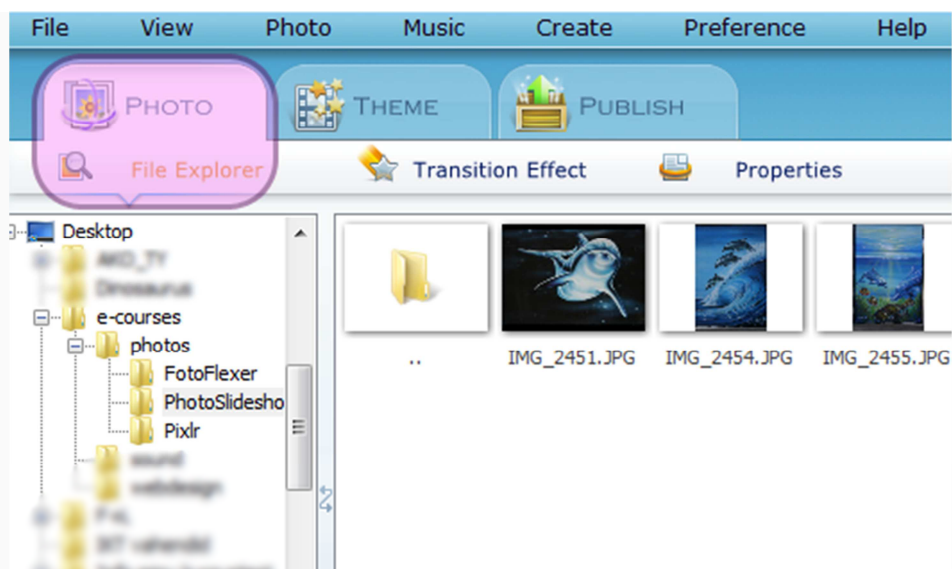 File View Photo Music Create Preference Help
PHOTO THEME PUBLISH
File Explorer Transition Effect Properties
Desktop
e-courses
photos
FotoFlexer
PhotoSlidesho
Pixlr
..
IMG_2451.JPG
IMG_2454.JPG
IMG_2455.JPG